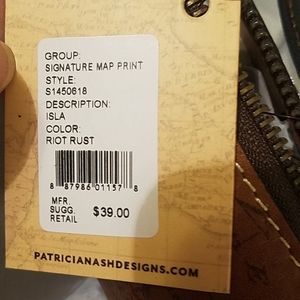 GROUP:
SIGNATURE MAP PRINT
STYLE:
S1450618
DESCRIPTION:
ISLA
COLOR:
RIOT RUST
8 87986 01157 8
MFR.
SUGG. $39.00
RETAIL
PATRICIANASHDESIGNS.COM